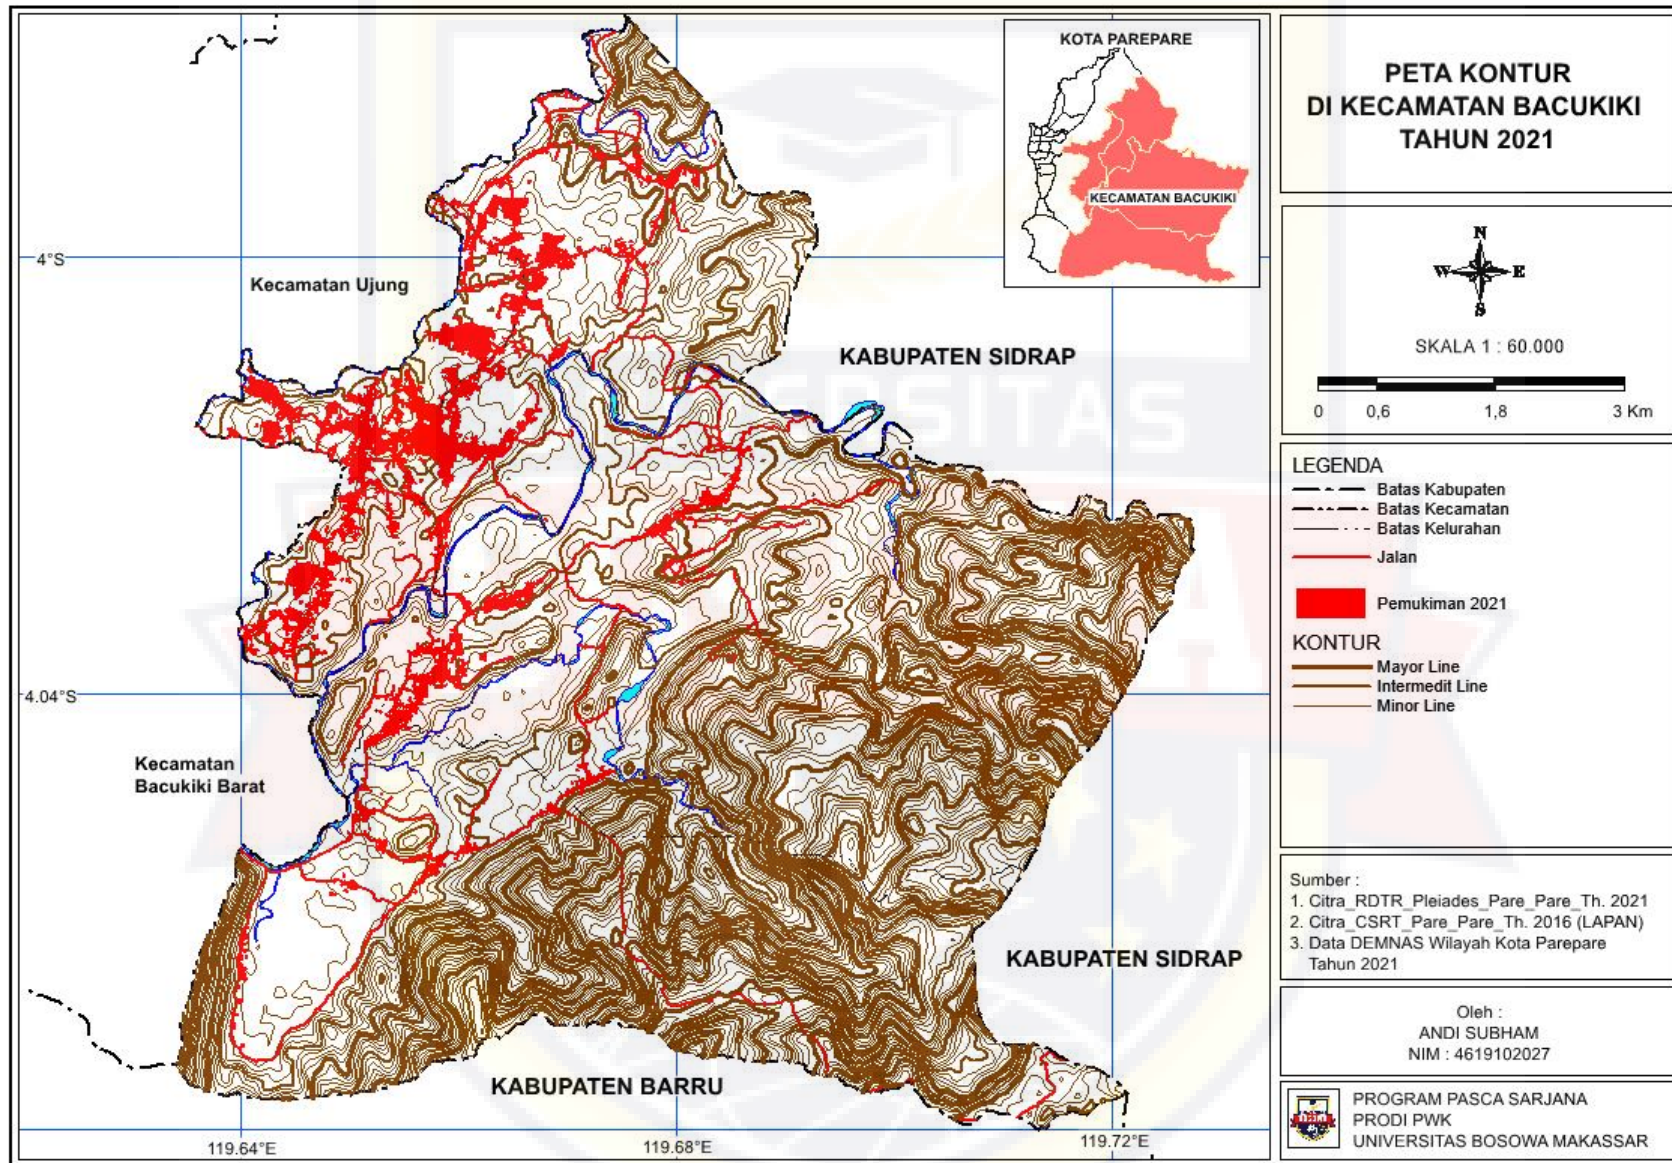 KOTA PAREPARE
KECAMATAN BACUKIKI
4°S
Kecamatan Ujung
KABUPATEN SIDRAP
ERSITAS
4.04°S
Kecamatan
Bacukiki Barat
KABUPATEN SIDRAP
KABUPATEN BARRU
119.64°E
119.68°E
119.72°E
PETA KONTUR
DI KECAMATAN BACUKIKI
TAHUN 2021
N
W E
S
SKALA 1 : 60.000
0 0,6 1,8 3 Km
LEGENDA
Batas Kabupaten
Batas Kecamatan
Batas Kelurahan
Jalan
Pemukiman 2021
KONTUR
Mayor Line
Intermedit Line
Minor Line
Sumber :
1. Citra_RDTR_Pleiades_Pare_Pare_Th. 2021
2. Citra_CSRT_Pare_Pare_Th. 2016 (LAPAN)
3. Data DEMNAS Wilayah Kota Parepare
Tahun 2021
Oleh :
ANDI SUBHAM
NIM : 4619102027
PROGRAM PASCA SARJANA
PRODI PWK
UNIVERSITAS BOSOWA MAKASSAR